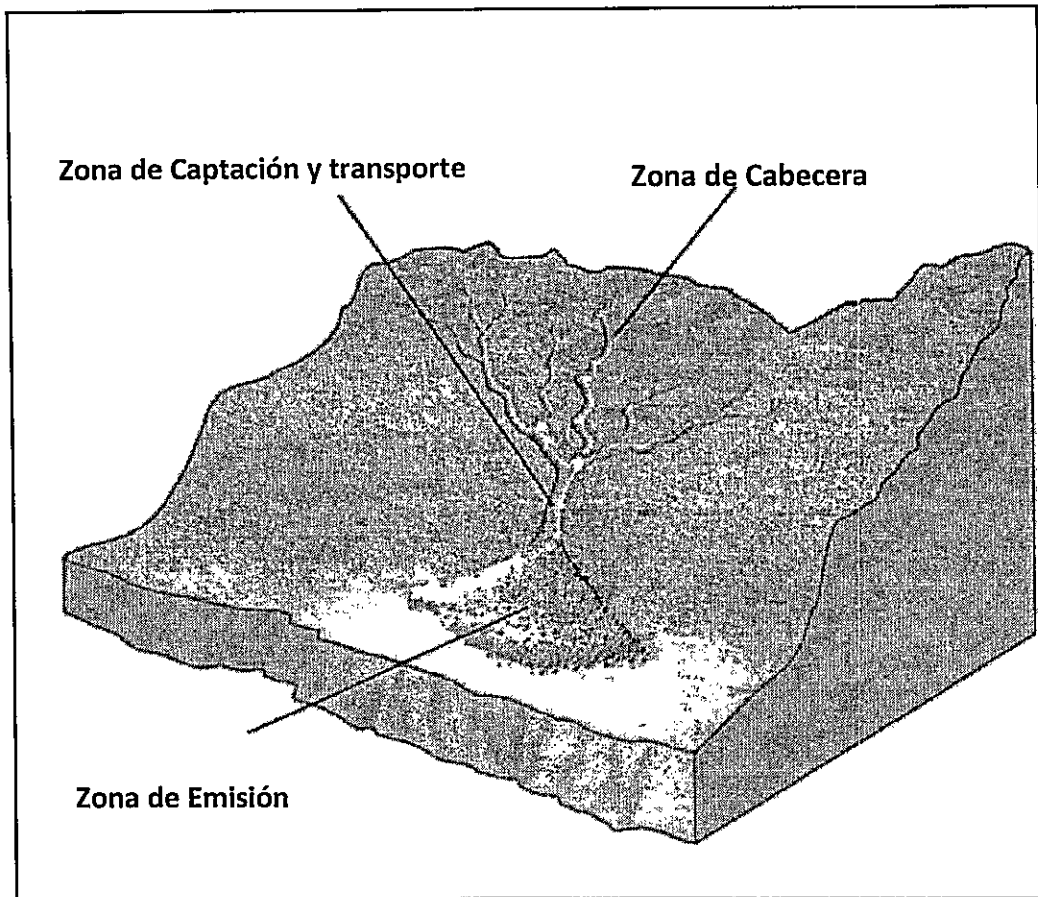 Zona de Captación y transporte
Zona de Cabecera
Zona de Emisión